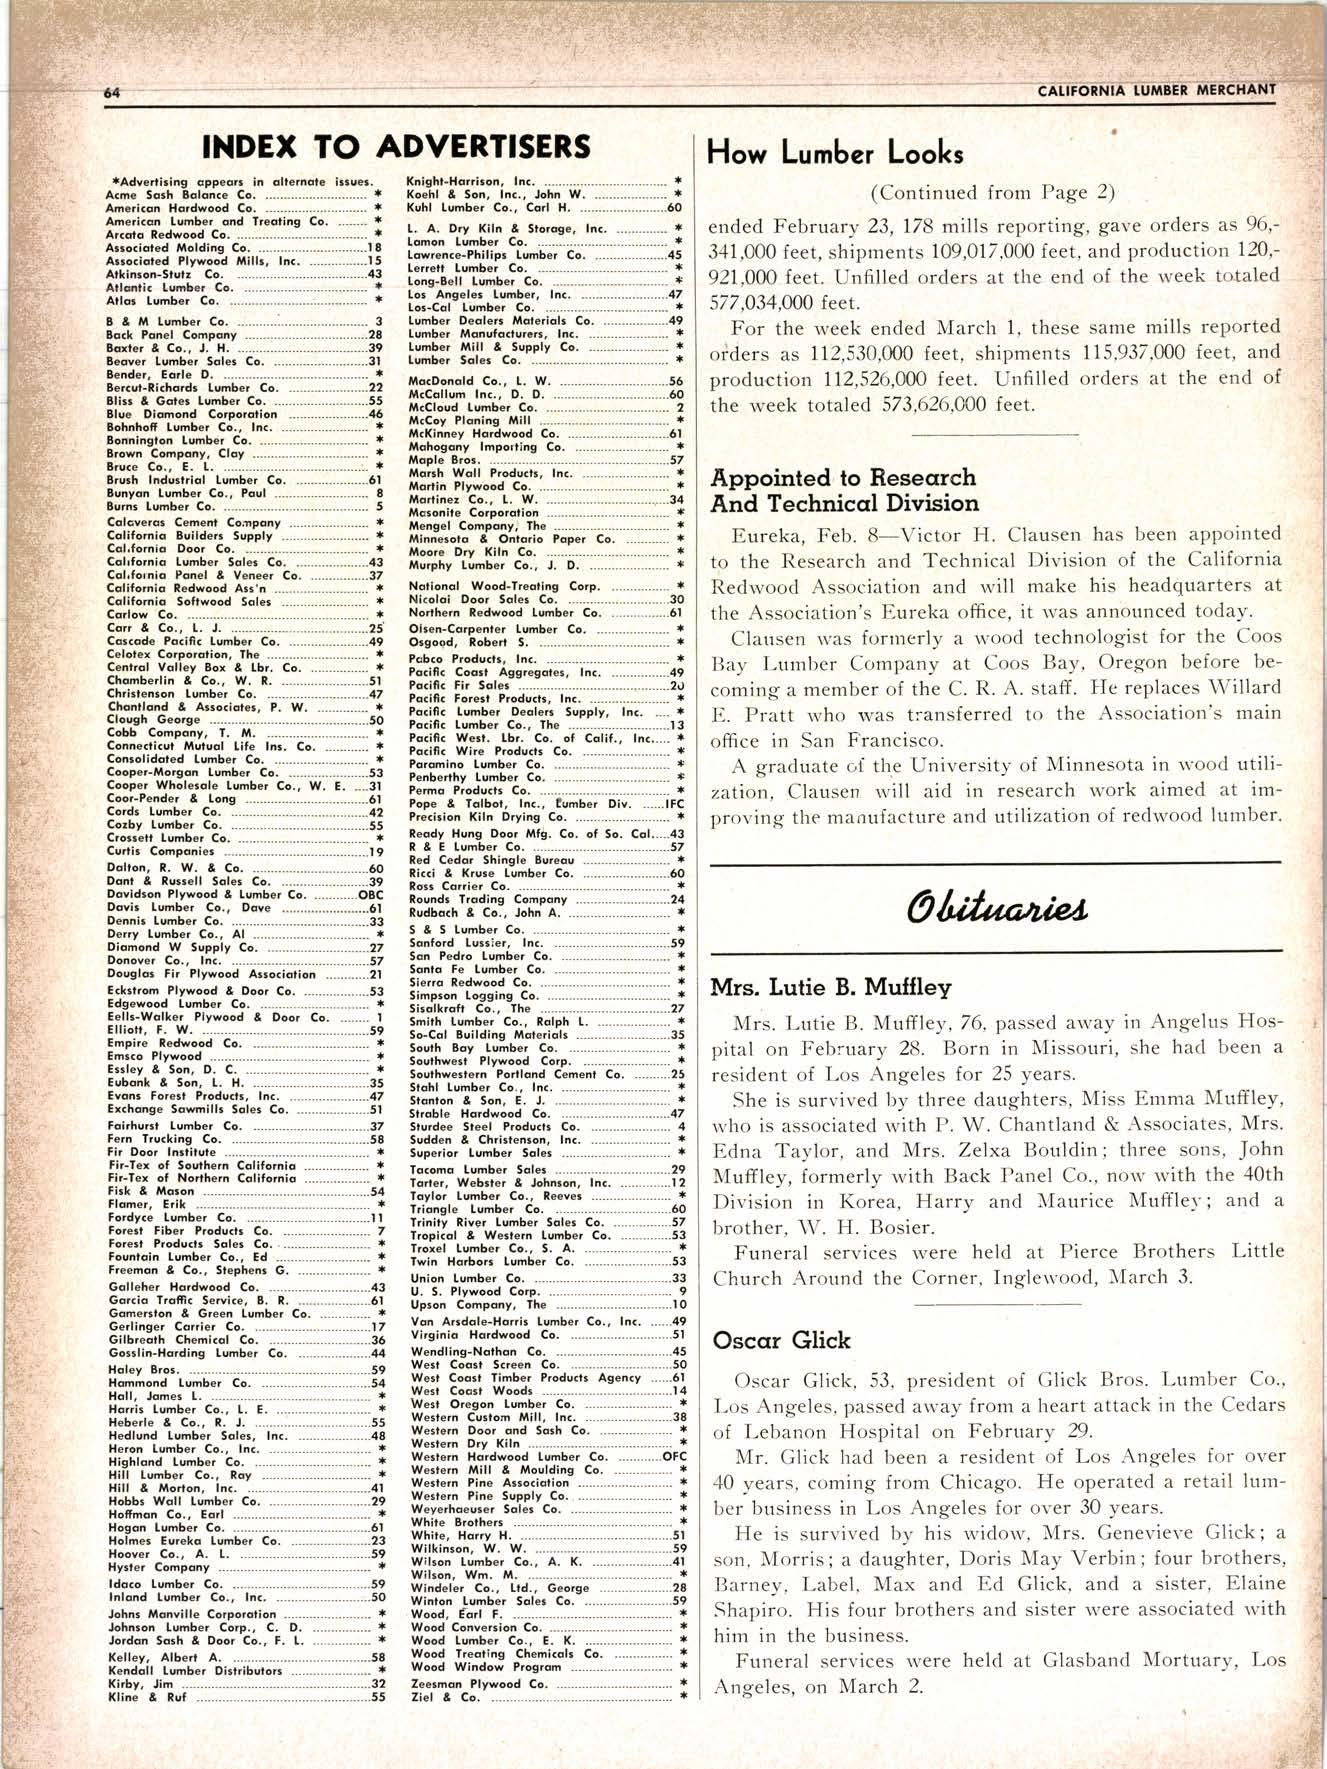 64
CALIFORNIA LUMBER MERCHANT
INDEX TO ADVERTISERS
*Advertising appears in alternate issues.
Acme Sash Balance Co. *
American Hardwood Co. *
American Lumber and Treating Co. *
Arcata Redwood Co. *
Associated Molding Co. 18
Associated Plywood Mills, Inc. 15
Atkinson-Stutz Co. 43
Atlantic Lumber Co. *
Atlas Lumber Co. *
B & M Lumber Co. 3
Back Panel Company 28
Baxter & Co., J. H. 39
Beaver Lumber Sales Co. 31
Bender, Earle D. *
Bercut-Richards Lumber Co. 22
Bliss & Gates Lumber Co. 55
Blue Diamond Corporation 46
Bohnhoff Lumber Co., Inc. *
Bonnington Lumber Co. *
Brown Company, Clay *
Bruce Co., E. L. *
Brush Industrial Lumber Co. 61
Bunyan Lumber Co., Paul 8
Burns Lumber Co. 5
Calaveras Cement Company *
California Builders Supply *
California Door Co. *
California Lumber Sales Co. 43
California Panel & Veneer Co. 37
California Redwood Ass'n *
California Softwood Sales *
Carlow Co. *
Carr & Co., L. J. 25
Cascade Pacific Lumber Co. 49
Celotex Corporation, The *
Central Valley Box & Lbr. Co. *
Chamberlin & Co., W. R. 51
Christenson Lumber Co. 47
Chantland & Associates, P. W. *
Clough George 50
Cobb Company, T. M. *
Connecticut Mutual Life Ins. Co. *
Consolidated Lumber Co. *
Cooper-Morgan Lumber Co. 53
Cooper Wholesale Lumber Co., W. E. 31
Coor-Pender & Long 61
Cords Lumber Co. 42
Cozby Lumber Co. 55
Crossett Lumber Co. *
Curtis Companies 19
Dalton, R. W. & Co. 60
Dant & Russell Sales Co. 39
Davidson Plywood & Lumber Co. OBC
Davis Lumber Co., Dave 61
Dennis Lumber Co. 33
Derry Lumber Co., Al *
Diamond W Supply Co. 27
Donover Co., Inc. 57
Douglas Fir Plywood Association 21
Eckstrom Plywood & Door Co. 53
Edgewood Lumber Co. *
Eells-Walker Plywood & Door Co. 1
Elliott, F. W. 59
Empire Redwood Co. *
Emsco Plywood *
Essley & Son, D. C. *
Eubank & Son, L. H. 35
Evans Forest Products, Inc. 47
Exchange Sawmills Sales Co. 51
Fairhurst Lumber Co. 37
Fern Trucking Co. 58
Fir Door Institute *
Fir-Tex of Southern California *
Fir-Tex of Northern California *
Fisk & Mason 54
Flamer, Erik *
Fordyce Lumber Co. 11
Forest Fiber Products Co. 7
Forest Products Sales Co. *
Fountain Lumber Co., Ed *
Freeman & Co., Stephens G. *
Galleher Hardwood Co. 43
Garcia Traffic Service, B. R. 61
Gamerston & Green Lumber Co. *
Gerlinger Carrier Co. 17
Gilbreath Chemical Co. 36
Gosslin-Harding Lumber Co. 44
Haley Bros. 59
Hammond Lumber Co. 54
Hall, James L. *
Harris Lumber Co., L. E. *
Heberle & Co., R. J. 55
Hedlund Lumber Sales, Inc. 48
Heron Lumber Co., Inc. *
Highland Lumber Co. *
Hill Lumber Co., Ray *
Hill & Morton, Inc. 41
Hobbs Wall Lumber Co. 29
Hoffman Co., Earl *
Hogan Lumber Co. 61
Holmes Eureka Lumber Co. 23
Hoover Co., A. L. 59
Hyster Company *
Idaco Lumber Co. 59
Inland Lumber Co., Inc. 50
Johns Manville Corporation *
Johnson Lumber Corp., C. D. *
Jordan Sash & Door Co., F. L. *
Kelley, Albert A. 58
Kendall Lumber Distributors *
Kirby, Jim 32
Kline & Ruf 55
Knight-Harrison, Inc. *
Koehl & Son, Inc., John W. *
Kuhl Lumber Co., Carl H. 60
L. A. Dry Kiln & Storage, Inc. *
Lamon Lumber Co. *
Lawrence-Philips Lumber Co. 45
Lerrett Lumber Co. *
Long-Bell Lumber Co. *
Los Angeles Lumber, Inc. 47
Los-Cal Lumber Co. *
Lumber Dealers Materials Co. 49
Lumber Manufacturers, Inc. *
Lumber Mill & Supply Co. *
Lumber Sales Co. *
MacDonald Co., L. W. 56
McCallum Inc., D. D. 60
McCloud Lumber Co. 2
McCoy Planing Mill *
McKinney Hardwood Co. 61
Mahogany Importing Co. *
Maple Bros. 57
Marsh Wall Products, Inc. *
Martin Plywood Co. *
Martinez Co., L. W. 34
Masonite Corporation *
Mengel Company, The *
Minnesota & Ontario Paper Co. *
Moore Dry Kiln Co. *
Murphy Lumber Co., J. D. *
National Wood-Treating Corp. *
Nicolai Door Sales Co. 30
Northern Redwood Lumber Co. 61
Olsen-Carpenter Lumber Co. *
Osgood, Robert S. *
Pabco Products, Inc. *
Pacific Coast Aggregates, Inc. 49
Pacific Fir Sales 20
Pacific Forest Products, Inc. *
Pacific Lumber Dealers Supply, Inc. *
Pacific Lumber Co., The 13
Pacific West. Lbr. Co. of Calif., Inc. *
Pacific Wire Products Co. *
Paramino Lumber Co. *
Penberthy Lumber Co. *
Perma Products Co. *
Pope & Talbot, Inc., Lumber Div. IFC
Precision Kiln Drying Co. *
Ready Hung Door Mfg. Co. of So. Cal. 43
R & E Lumber Co. 57
Red Cedar Shingle Bureau *
Ricci & Kruse Lumber Co. 60
Ross Carrier Co. *
Rounds Trading Company 24
Rudbach & Co., John A. *
S & S Lumber Co. *
Sanford Lussier, Inc. 59
San Pedro Lumber Co. *
Santa Fe Lumber Co. *
Sierra Redwood Co. *
Simpson Logging Co. *
Sisalkraft Co., The 27
Smith Lumber Co., Ralph L. *
So-Cal Building Materials 35
South Bay Lumber Co. *
Southwest Plywood Corp. *
Southwestern Portland Cement Co. 25
Stahl Lumber Co., Inc. *
Stanton & Son, E. J. *
Strable Hardwood Co. 47
Sturdee Steel Products Co. 4
Sudden & Christenson, Inc. *
Superior Lumber Sales *
Tacoma Lumber Sales 29
Tarter, Webster & Johnson, Inc. 12
Taylor Lumber Co., Reeves *
Triangle Lumber Co. 60
Trinity River Lumber Sales Co. 57
Tropical & Western Lumber Co. 53
Troxel Lumber Co., S. A. *
Twin Harbors Lumber Co. 53
Union Lumber Co. 33
U. S. Plywood Corp. 9
Upson Company, The 10
Van Arsdale-Harris Lumber Co., Inc. 49
Virginia Hardwood Co. 51
Wendling-Nathan Co. 45
West Coast Screen Co. 50
West Coast Timber Products Agency 61
West Coast Woods 14
West Oregon Lumber Co. *
Western Custom Mill, Inc. 38
Western Door and Sash Co. *
Western Dry Kiln *
Western Hardwood Lumber Co. OFC
Western Mill & Moulding Co. *
Western Pine Association *
Western Pine Supply Co. *
Weyerhaeuser Sales Co. *
White Brothers *
White, Harry H. 51
Wilkinson, W. W. 59
Wilson Lumber Co., A. K. 41
Wilson, Wm. M. *
Windeler Co., Ltd., George 28
Winton Lumber Sales Co. 59
Wood, Earl F. *
Wood Conversion Co. *
Wood Lumber Co., E. K. *
Wood Treating Chemicals Co. *
Wood Window Program *
Zeesman Plywood Co. *
Ziel & Co. *
How Lumber Looks
(Continued from Page 2)
ended February 23, 178 mills reporting, gave orders as 96,-
341,000 feet, shipments 109,017,000 feet, and production 120,-
921,000 feet. Unfilled orders at the end of the week totaled
577,034,000 feet.
For the week ended March 1, these same mills reported
orders as 112,530,000 feet, shipments 115,937,000 feet, and
production 112,526,000 feet. Unfilled orders at the end of
the week totaled 573,626,000 feet.
Appointed to Research
And Technical Division
Eureka, Feb. 8—Victor H. Clausen has been appointed
to the Research and Technical Division of the California
Redwood Association and will make his headquarters at
the Association's Eureka office, it was announced today.
Clausen was formerly a wood technologist for the Coos
Bay Lumber Company at Coos Bay, Oregon before be-
coming a member of the C. R. A. staff. He replaces Willard
E. Pratt who was transferred to the Association's main
office in San Francisco.
A graduate of the University of Minnesota in wood utili-
zation, Clausen will aid in research work aimed at im-
proving the manufacture and utilization of redwood lumber.
Obituaries
Mrs. Lutie B. Muffley
Mrs. Lutie B. Muffley, 76, passed away in Angelus Hos-
pital on February 28. Born in Missouri, she had been a
resident of Los Angeles for 25 years.
She is survived by three daughters, Miss Emma Muffley,
who is associated with P. W. Chantland & Associates, Mrs.
Edna Taylor, and Mrs. Zelxa Bouldin; three sons, John
Muffley, formerly with Back Panel Co., now with the 40th
Division in Korea, Harry and Maurice Muffley; and a
brother, W. H. Bosier.
Funeral services were held at Pierce Brothers Little
Church Around the Corner, Inglewood, March 3.
Oscar Glick
Oscar Glick, 53, president of Glick Bros. Lumber Co.,
Los Angeles, passed away from a heart attack in the Cedars
of Lebanon Hospital on February 29.
Mr. Glick had been a resident of Los Angeles for over
40 years, coming from Chicago. He operated a retail lum-
ber business in Los Angeles for over 30 years.
He is survived by his widow, Mrs. Genevieve Glick; a
son, Morris; a daughter, Doris May Verbin; four brothers,
Barney, Label, Max and Ed Glick, and a sister, Elaine
Shapiro. His four brothers and sister were associated with
him in the business.
Funeral services were held at Glasband Mortuary, Los
Angeles, on March 2.